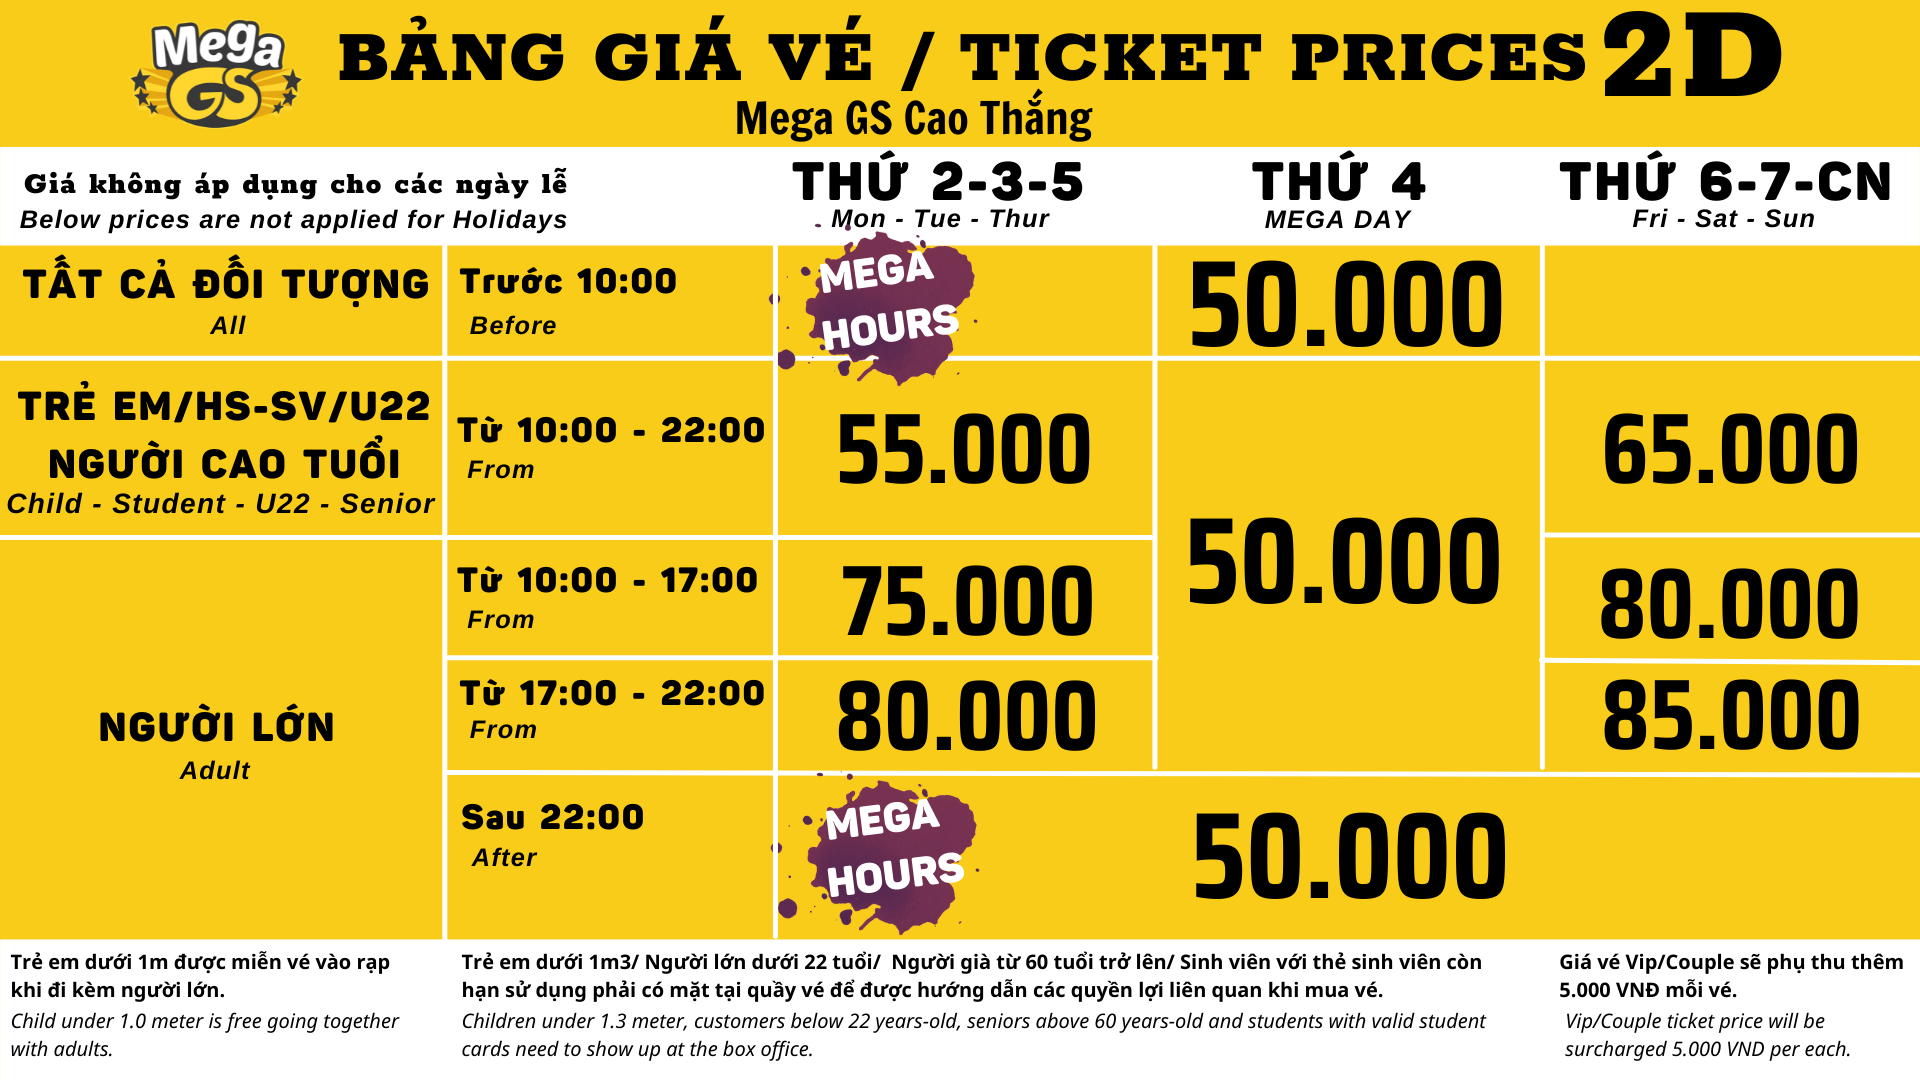 Mega
GS
BẢNG GIÁ VÉ / TICKET PRICES 2D
Mega GS Cao Thắng
Giá không áp dụng cho các ngày lễ
Below prices are not applied for Holidays
THỨ 2-3-5
Mon - Tue - Thur
THỨ 4
MEGA DAY
THỨ 6-7-CN
Fri - Sat - Sun
TẤT CẢ ĐỐI TƯỢNG
All
Trước 10:00
Before
MEGA
HOURS
50.000
TRẺ EM/HS-SV/U22
NGƯỜI CAO TUỔI
Child - Student - U22 - Senior
Từ 10:00 - 22:00
From
55.000
65.000
50.000
NGƯỜI LỚN
Adult
Từ 10:00 - 17:00
From
75.000
80.000
Từ 17:00 - 22:00
From
80.000
85.000
Sau 22:00
After
MEGA
HOURS
50.000
Trẻ em dưới 1m được miễn vé vào rạp
khi đi kèm người lớn.
Child under 1.0 meter is free going together
with adults.
Trẻ em dưới 1m3/ Người lớn dưới 22 tuổi/ Người già từ 60 tuổi trở lên/ Sinh viên với thẻ sinh viên còn
hạn sử dụng phải có mặt tại quầy vé để được hướng dẫn các quyền lợi liên quan khi mua vé.
Children under 1.3 meter, customers below 22 years-old, seniors above 60 years-old and students with valid student
cards need to show up at the box office.
Giá vé Vip/Couple sẽ phụ thu thêm
5.000 VNĐ mỗi vé.
Vip/Couple ticket price will be
surcharged 5.000 VND per each.